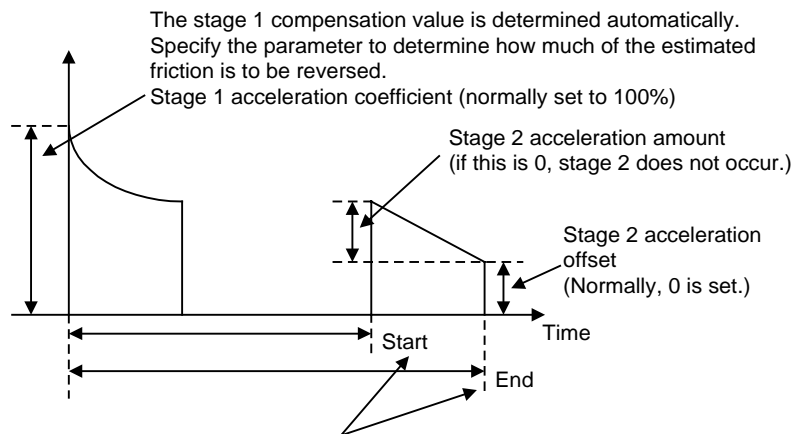 The stage 1 compensation value is determined automatically.
Specify the parameter to determine how much of the estimated
friction is to be reversed.
Stage 1 acceleration coefficient (normally set to 100%)
Stage 2 acceleration amount
(if this is 0, stage 2 does not occur.)
Stage 2 acceleration
offset
(Normally, 0 is set.)
Time
Start
End